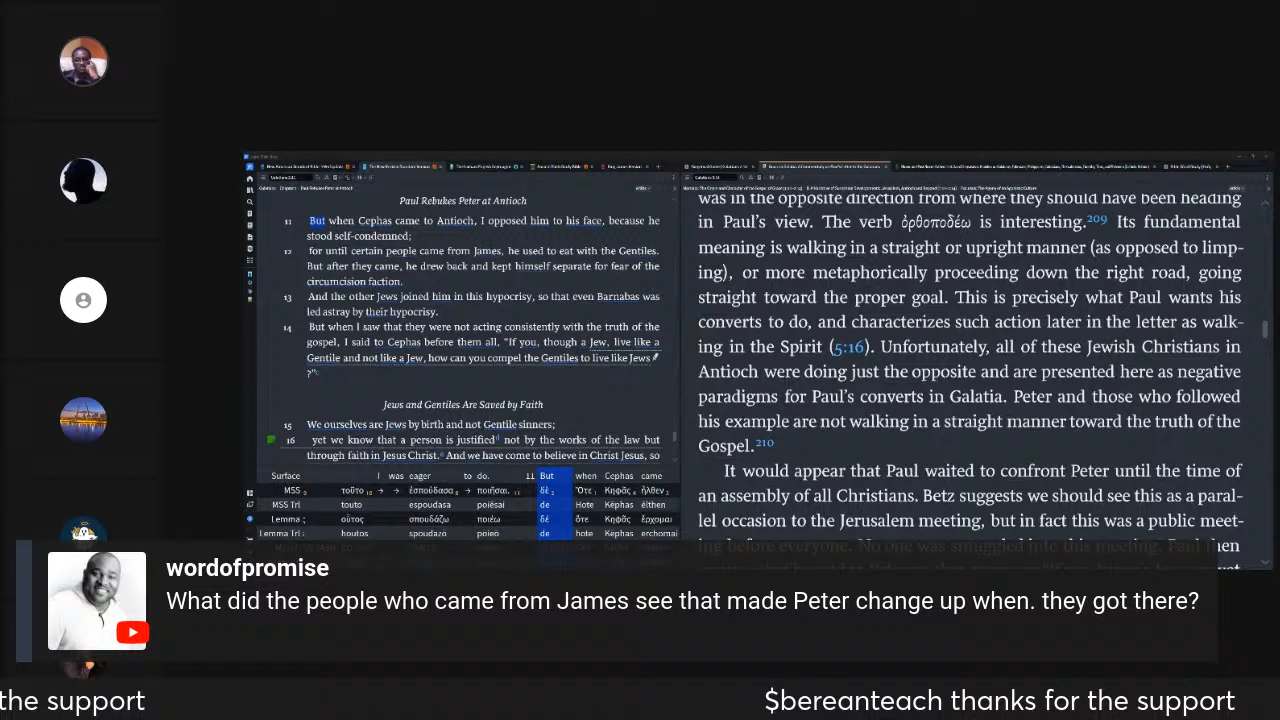 Paul Rebukes Peter at Antioch
11 But when Cephas came to Antioch, I opposed him to his face, because he
stood self-condemned;
12 for until certain people came from James, he used to eat with the Gentiles.
But after they came, he drew back and kept himself separate for fear of the
circumcision faction.
13 And the other Jews joined him in this hypocrisy, so that even Barnabas was
led astray by their hypocrisy.
14 But when I saw that they were not acting consistently with the truth of the
gospel, I said to Cephas before them all, “If you, though a Jew, live like a
Gentile and not like a Jew, how can you compel the Gentiles to live like Jews
?”
Jews and Gentiles Are Saved by Faith
15 We ourselves are Jews by birth and not Gentile sinners;
16 yet we know that a person is justified not by the works of the law but
through faith in Jesus Christ. And we have come to believe in Christ Jesus, so
Surface I was eager to do. 11 But when Cephas came
MSS τοῦτο 10 → → ἐσπούδασα 8 → ποιῆσαι. 11 δὲ 2 Ὅτε 1 Κηφᾶς 4 ἦλθεν 3
MSS Trl touto espoudasa poiēsai de Hote Kēphas ēlthen
Lemma οὗτος σπουδάζω ποιέω δέ ὅτε Κηφᾶς ἔρχομαι
Lemma Trl houtos spoudazō poieō de hote Kēphas erchomai
was in the opposite direction from where they should have been heading
in Paul’s view. The verb ὀρθοποδέω is interesting.209 Its fundamental
meaning is walking in a straight or upright manner (as opposed to limp-
ing), or more metaphorically proceeding down the right road, going
straight toward the proper goal. This is precisely what Paul wants his
converts to do, and characterizes such action later in the letter as walk-
ing in the Spirit (5:16). Unfortunately, all of these Jewish Christians in
Antioch were doing just the opposite and are presented here as negative
paradigms for Paul’s converts in Galatia. Peter and those who followed
his example are not walking in a straight manner toward the truth of the
Gospel.210
It would appear that Paul waited to confront Peter until the time of
an assembly of all Christians. Betz suggests we should see this as a paral-
lel occasion to the Jerusalem meeting, but in fact this was a public meet-
ing before everyone. No one was smuggled into this meeting. Paul then
wordofpromise
What did the people who came from James see that made Peter change up when. they got there?
the support
$bereanteach thanks for the support